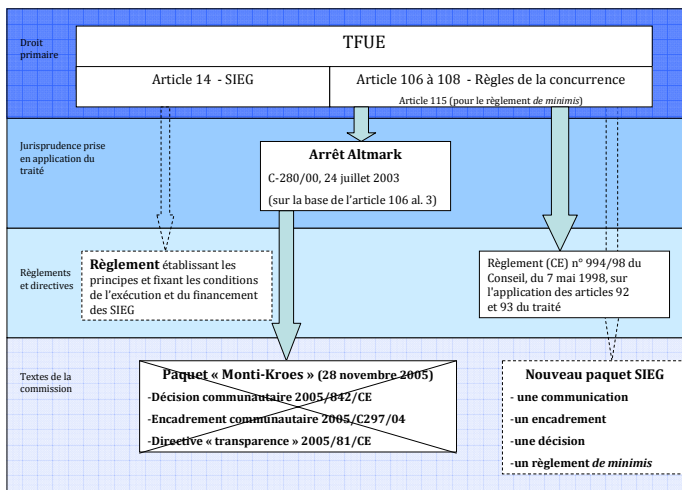 Droit
primaire
TFUE
Article 14 - SIEG
Article 106 à 108 - Règles de la concurrence
Article 115 (pour le règlement de minimis)
Jurisprudence prise
en application du
traité
Arrêt Altmark
C-280/00, 24 juillet 2003
(sur la base de l'article 106 al. 3)
Règlements
et directives
Règlement établissant les
principes et fixant les conditions
de l'exécution et du financement
des SIEG
Règlement (CE) n° 994/98 du
Conseil, du 7 mai 1998, sur
l'application des articles 92
et 93 du traité
Textes de la
commission
Paquet « Monti-Kroes » (28 novembre 2005)
-Décision communautaire 2005/842/CE
-Encadrement communautaire 2005/C297/04
-Directive « transparence » 2005/81/CE
Nouveau paquet SIEG
- une communication
- un encadrement
- une décision
-un règlement de minimis